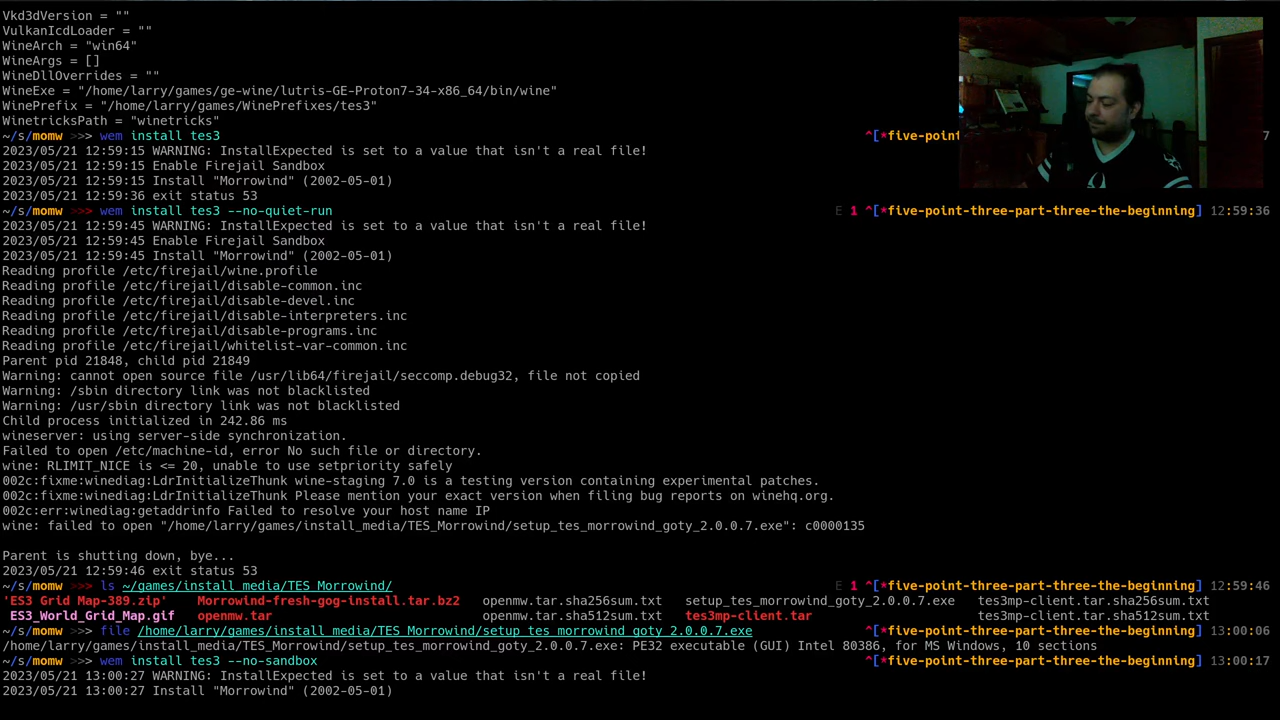 Vkd3dVersion = ""
VulkanIcdLoader = ""
WineArch = "win64"
WineArgs = []
WineDllOverrides = ""
WineExe = "/home/larry/games/ge-wine/lutris-GE-Proton7-34-x86_64/bin/wine"
WinePrefix = "/home/larry/games/WinePrefixes/tes3"
WinetricksPath = "winetricks"
~/s/momw >>> wem install tes3 ^[*five-point 7
2023/05/21 12:59:15 WARNING: InstallExpected is set to a value that isn't a real file!
2023/05/21 12:59:15 Enable Firejail Sandbox
2023/05/21 12:59:15 Install "Morrowind" (2002-05-01)
2023/05/21 12:59:36 exit status 53
~/s/momw >>> wem install tes3 --no-quiet-run E 1 ^[*five-point-three-part-three-the-beginning] 12:59:36
2023/05/21 12:59:45 WARNING: InstallExpected is set to a value that isn't a real file!
2023/05/21 12:59:45 Enable Firejail Sandbox
2023/05/21 12:59:45 Install "Morrowind" (2002-05-01)
Reading profile /etc/firejail/wine.profile
Reading profile /etc/firejail/disable-common.inc
Reading profile /etc/firejail/disable-devel.inc
Reading profile /etc/firejail/disable-interpreters.inc
Reading profile /etc/firejail/disable-programs.inc
Reading profile /etc/firejail/whitelist-var-common.inc
Parent pid 21848, child pid 21849
Warning: cannot open source file /usr/lib64/firejail/seccomp.debug32, file not copied
Warning: /sbin directory link was not blacklisted
Warning: /usr/sbin directory link was not blacklisted
Child process initialized in 242.86 ms
wineserver: using server-side synchronization.
Failed to open /etc/machine-id, error No such file or directory.
wine: RLIMIT_NICE is <= 20, unable to use setpriority safely
002c:fixme:winediag:LdrInitializeThunk wine-staging 7.0 is a testing version containing experimental patches.
002c:fixme:winediag:LdrInitializeThunk Please mention your exact version when filing bug reports on winehq.org.
002c:err:winediag:getaddrinfo Failed to resolve your host name IP
wine: failed to open "/home/larry/games/install_media/TES_Morrowind/setup_tes_morrowind_goty_2.0.0.7.exe": c0000135
Parent is shutting down, bye...
2023/05/21 12:59:46 exit status 53
~/s/momw >>> ls ~/games/install_media/TES_Morrowind/ E 1 ^[*five-point-three-part-three-the-beginning] 12:59:46
'ES3 Grid Map-389.zip' Morrowind-fresh-gog-install.tar.bz2 openmw.tar.sha256sum.txt setup_tes_morrowind_goty_2.0.0.7.exe tes3mp-client.tar.sha256sum.txt
ES3_World_Grid_Map.gif openmw.tar openmw.tar.sha512sum.txt tes3mp-client.tar tes3mp-client.tar.sha512sum.txt
~/s/momw >>> file /home/larry/games/install_media/TES_Morrowind/setup_tes_morrowind_goty_2.0.0.7.exe ^[*five-point-three-part-three-the-beginning] 13:00:06
/home/larry/games/install_media/TES_Morrowind/setup_tes_morrowind_goty_2.0.0.7.exe: PE32 executable (GUI) Intel 80386, for MS Windows, 10 sections
~/s/momw >>> wem install tes3 --no-sandbox ^[*five-point-three-part-three-the-beginning] 13:00:17
2023/05/21 13:00:27 WARNING: InstallExpected is set to a value that isn't a real file!
2023/05/21 13:00:27 Install "Morrowind" (2002-05-01)